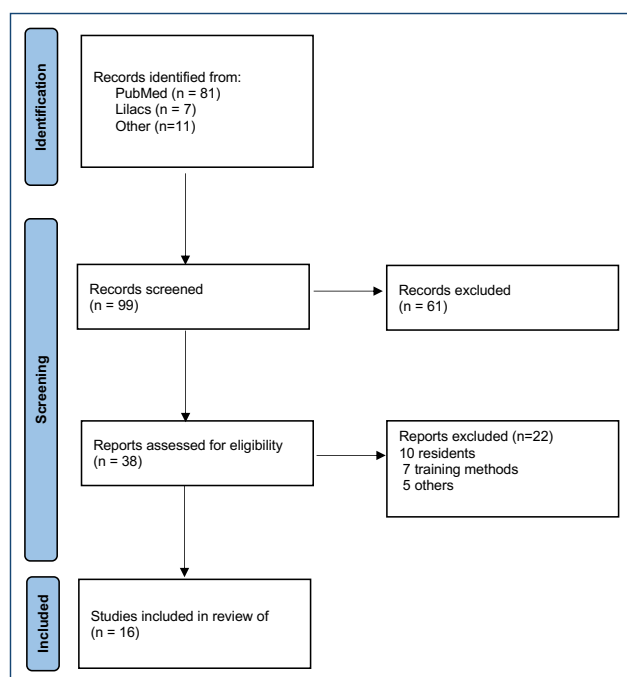 Identification
Records identified from:
PubMed (n = 81)
Lilacs (n = 7)
Other (n=11)
Screening
Records screened
(n = 99)
Records excluded
(n = 61)
Reports assessed for eligibility
(n = 38)
Reports excluded (n=22)
10 residents
7 training methods
5 others
Included
Studies included in review of
(n = 16)